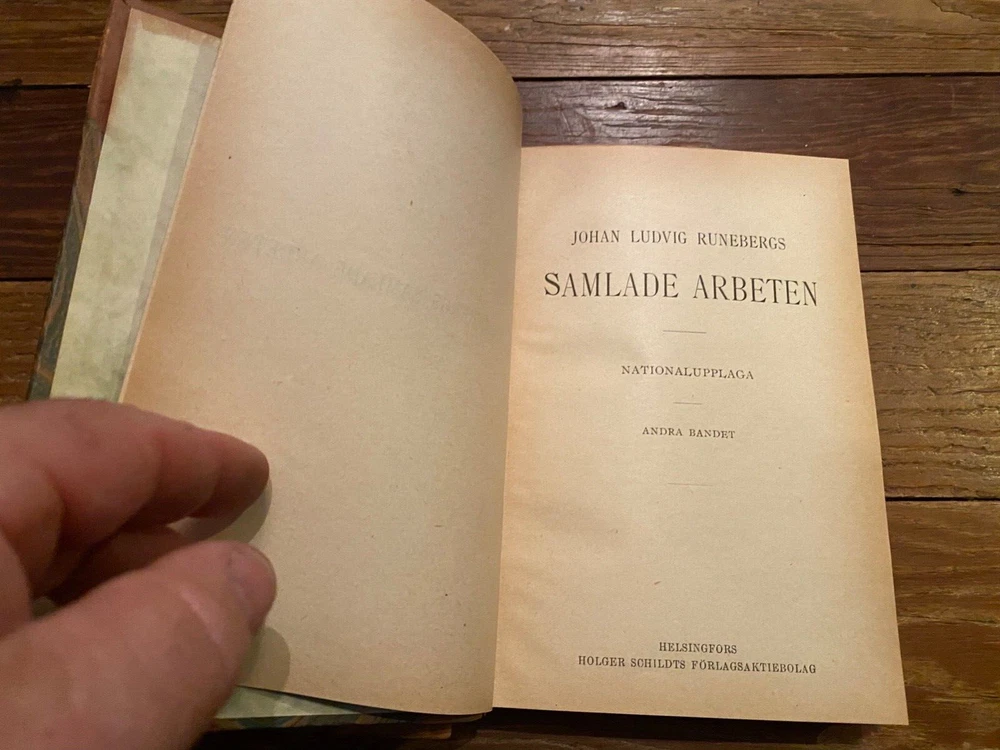 JOHAN LUDVIG RUNEBERGS
SAMLADE ARBETEN
NATIONALUPPLAGA
ANDRA BANDET
HELSINGFORS
HOLGER SCHILDTS FÖRLAGSAKTIEBOLAG